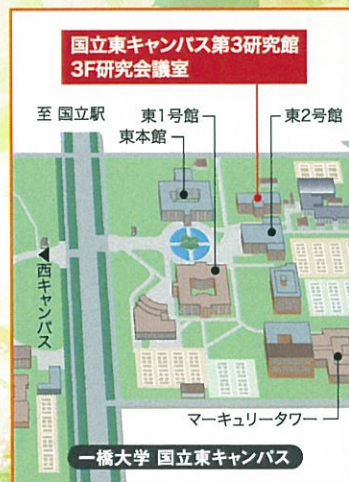 国立東キャンパス第3研究館
3F研究会議室
至 国立駅
東1号館
東2号館
東本館
西キャンパス
マーキュリータワー
一橋大学 国立東キャンパス